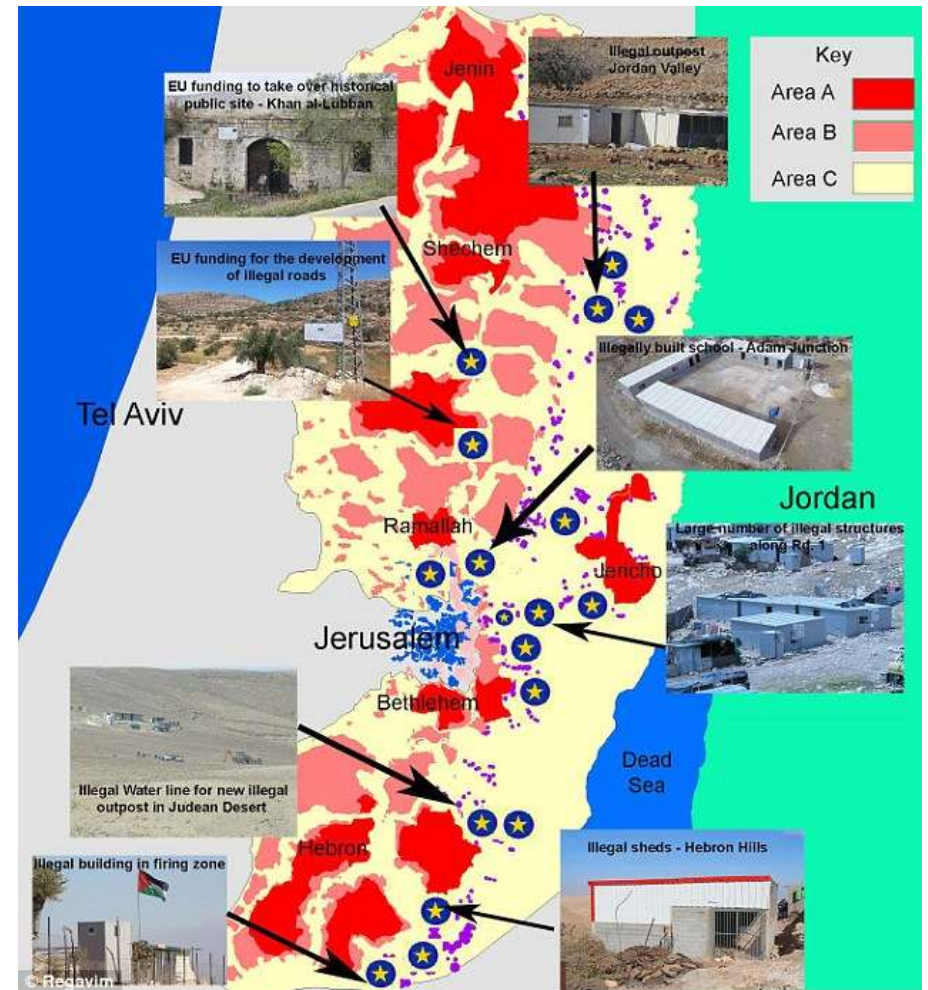 Jenin
Illegal outpost
Jordan Valley
Key
Area A
Area B
Area C
EU funding to take over historical
public site - Khan al-Lubban
Shechem
EU funding for the development
of illegal roads
Illegelly built school - Adam Junction
Tel Aviv
Jordan
Ramallah
Large number of illegal structures
along Rd. 1
Jericho
Jerusalem
Bethlehem
Dead
Sea
Illegal Water line for new illegal
outpost in Judean Desert
Hebron
Illegal sheds - Hebron Hills
Illegal building in firing zone
© Regavim